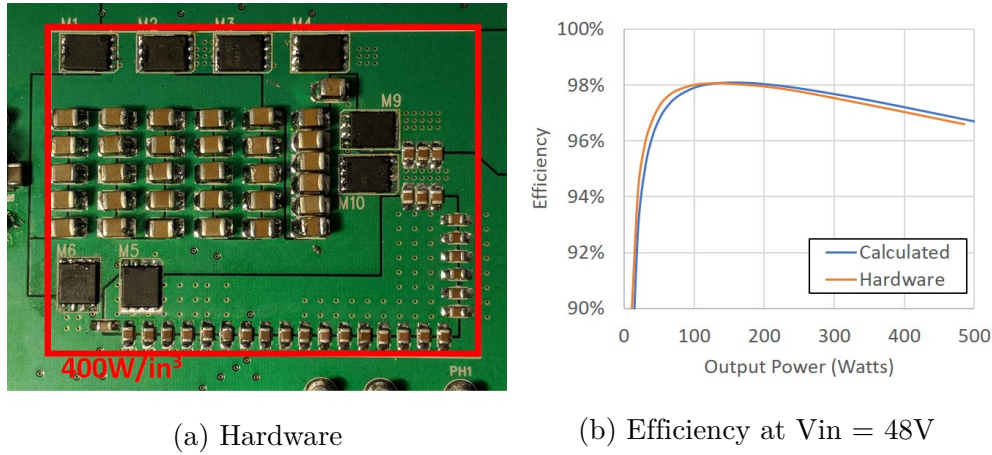 M1
M2
M3
M4
M9
M10
M6
M5
400W/in³
PH1
(a) Hardware
100%
98%
96%
94%
92%
90%
Efficiency
Calculated
Hardware
0
100
200
300
400
500
Output Power (Watts)
(b) Efficiency at Vin = 48V